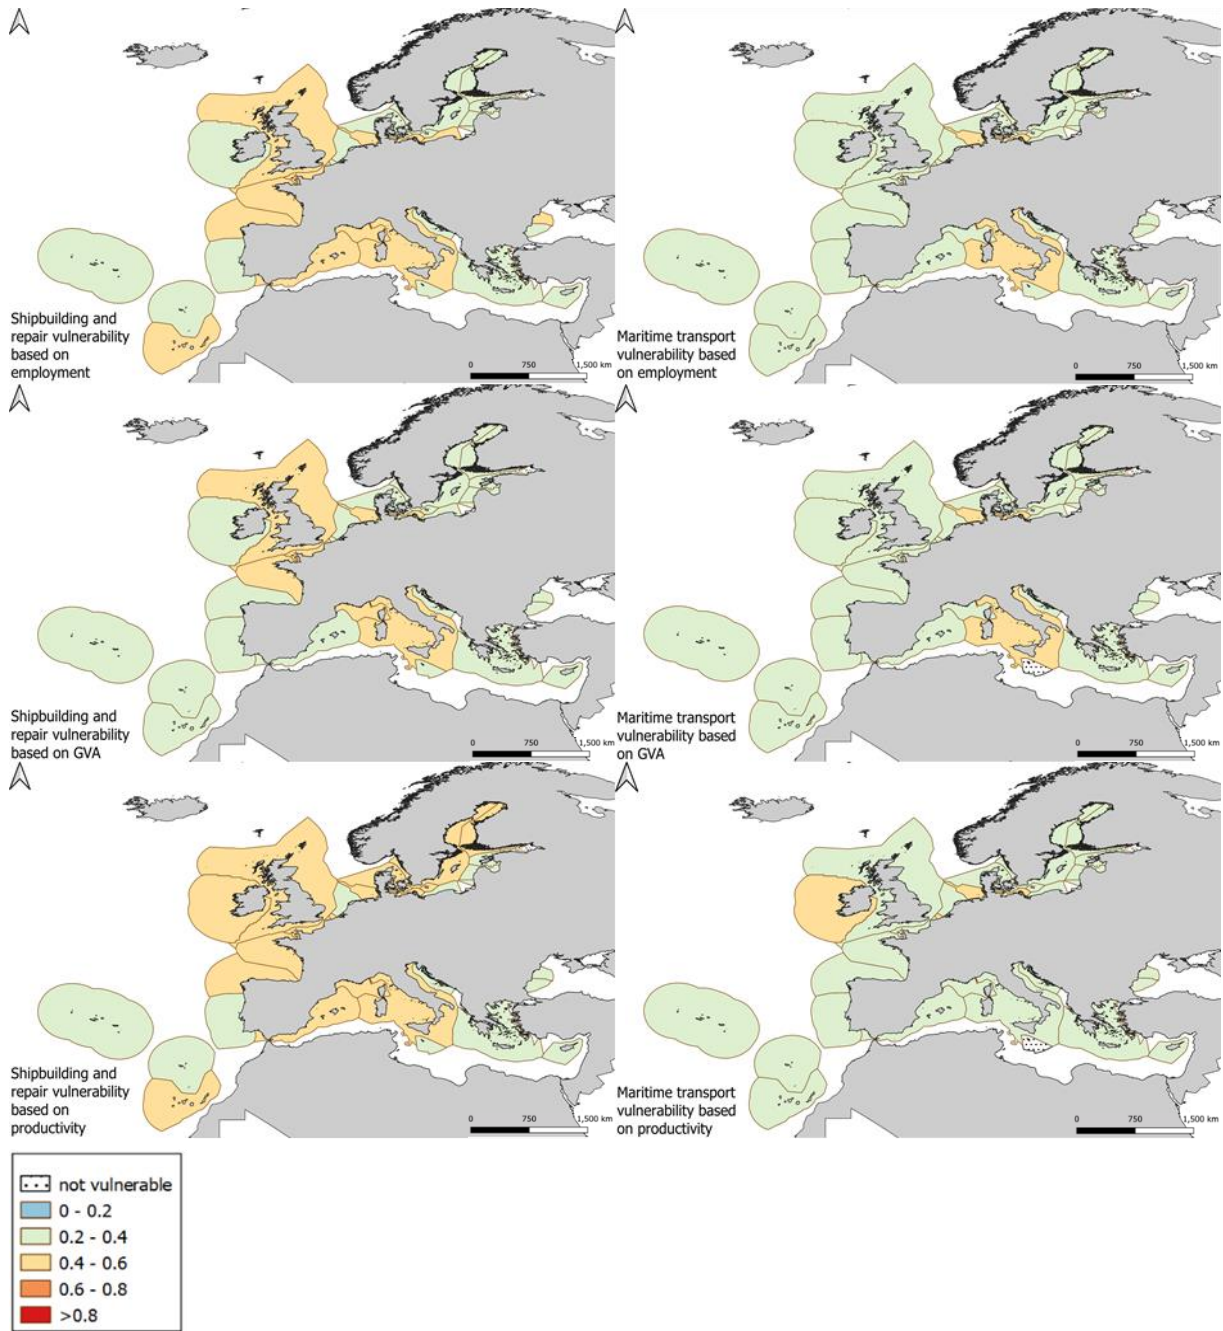 Shipbuilding and
repair vulnerability
based on
employment
0 750 1,500 km
Maritime transport
vulnerability based
on employment
0 750 1,500 km
Shipbuilding and
repair vulnerability
based on GVA
0 750 1,500 km
Maritime transport
vulnerability based
on GVA
0 750 1,500 km
Shipbuilding and
repair vulnerability
based on
productivity
0 750 1,500 km
Maritime transport
vulnerability based
on productivity
0 750 1,500 km
not vulnerable
0 - 0.2
0.2 - 0.4
0.4 - 0.6
0.6 - 0.8
>0.8